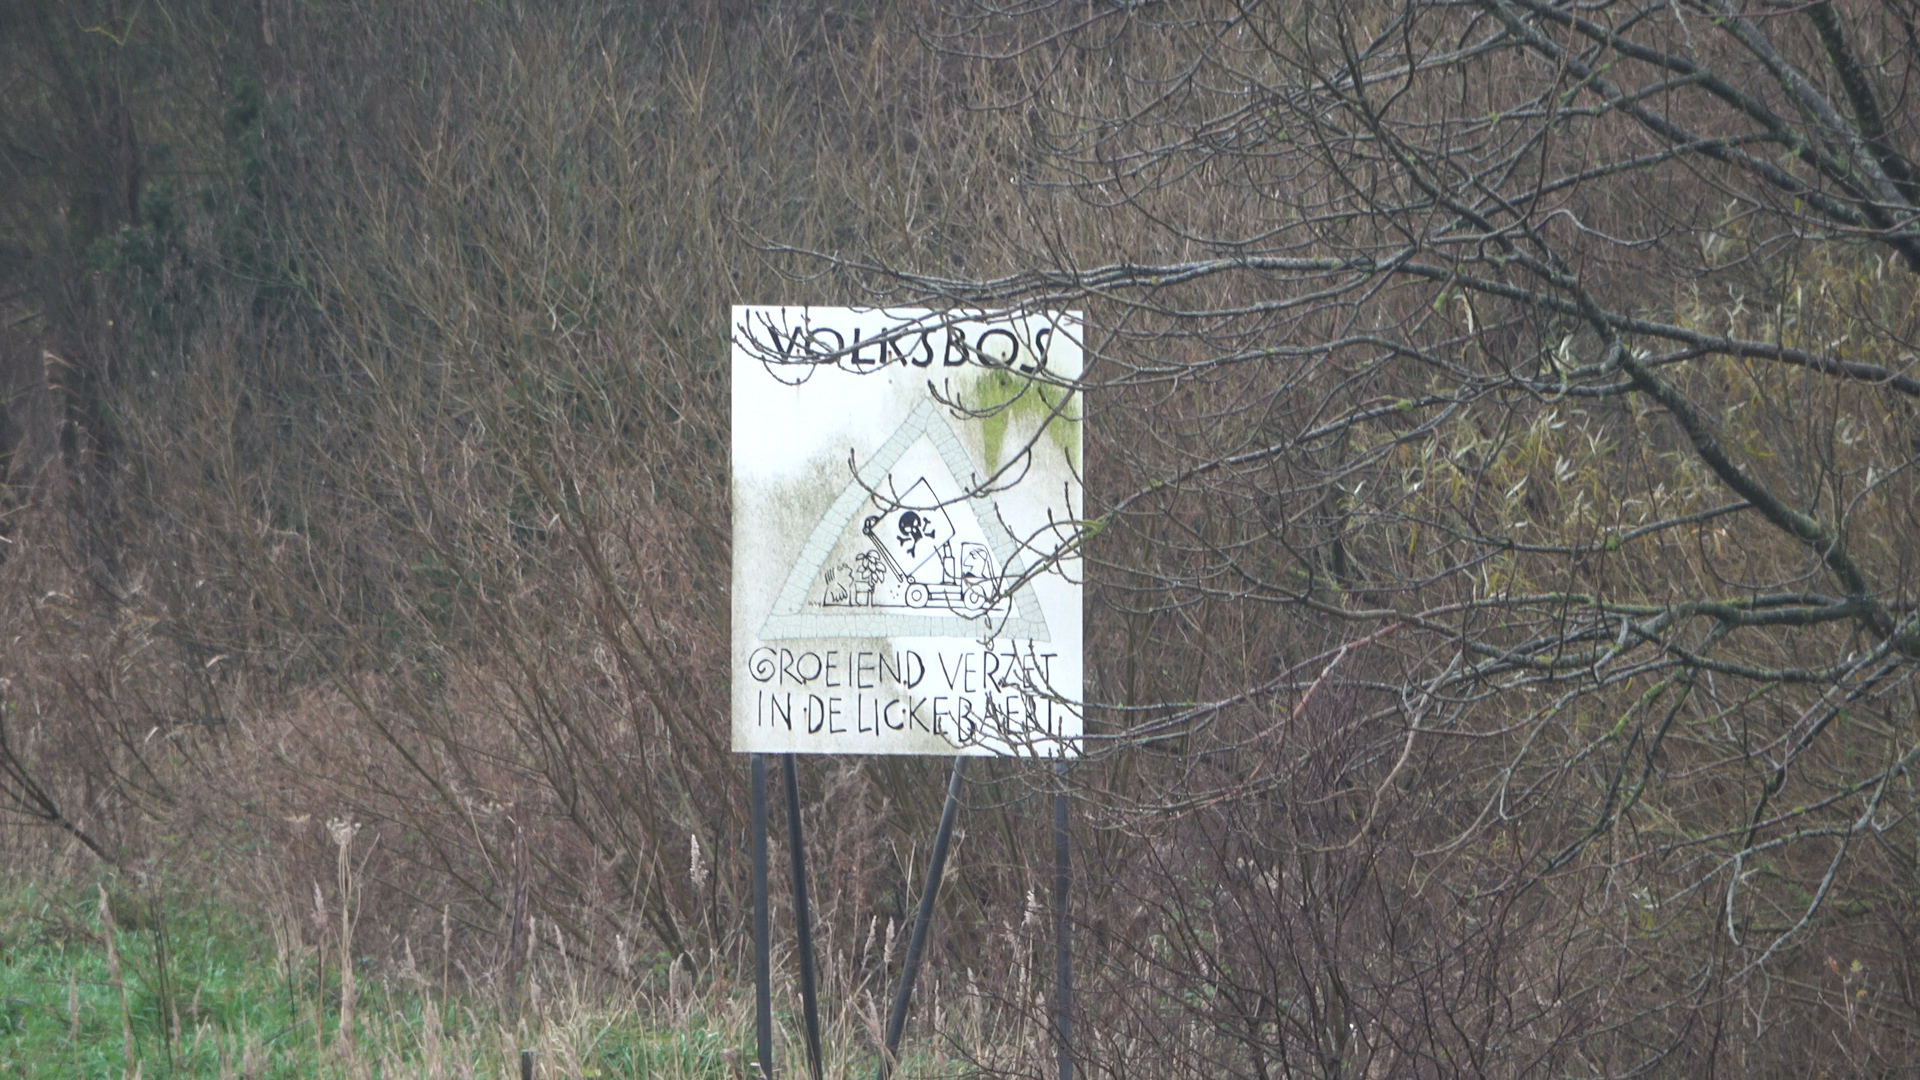 VOLKSBOS
GROEIEND VERZET
IN DE LICKEBAERT